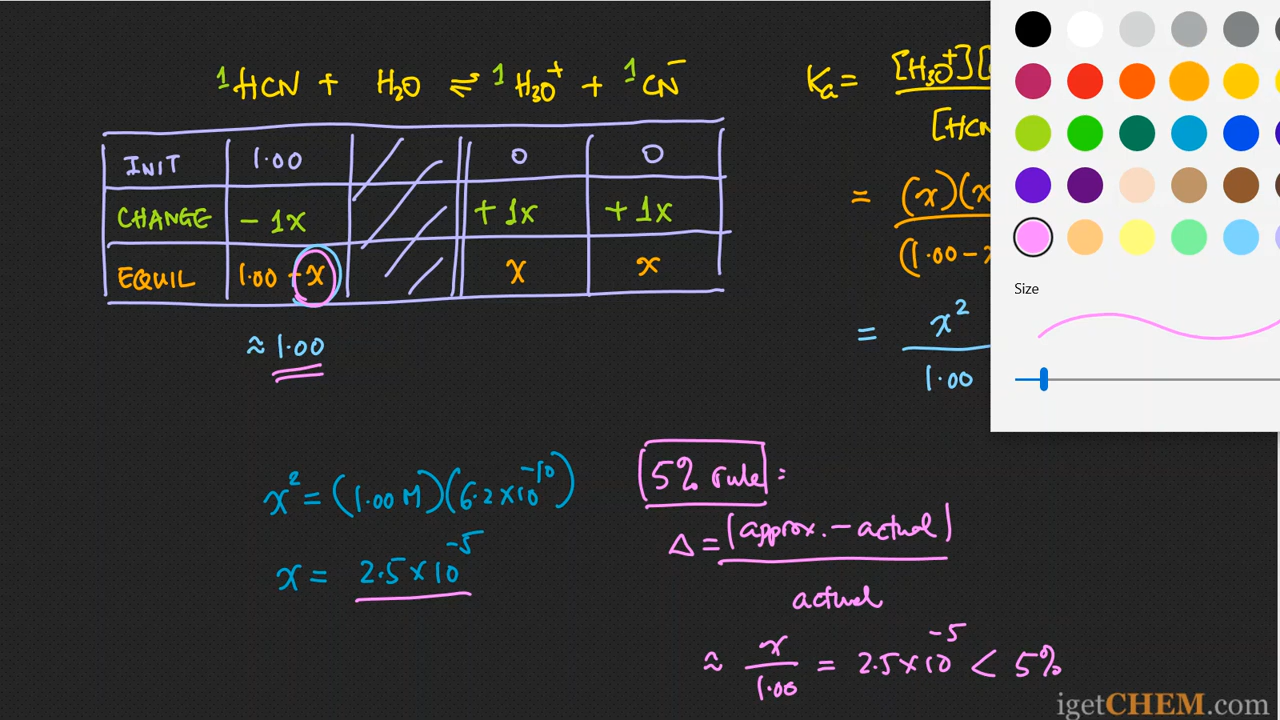 ¹HCN + H₂O ⇌ ¹H₃O⁺ + ¹CN⁻
INIT 1.00 0 0
CHANGE - 1x + 1x + 1x
EQUIL 1.00 - x x x
≈ 1.00
x² = (1.00 M)(6.2 x 10⁻¹⁰)
x = 2.5 x 10⁻⁵
Kₐ = [H₃O⁺][
[HCN
= (x)(x
(1.00 - x
= x²
1.00
Size
5% rule :
Δ = |approx. - actual|
actual
≈ x
1.00
= 2.5 x 10⁻⁵ < 5%
igetCHEM.com